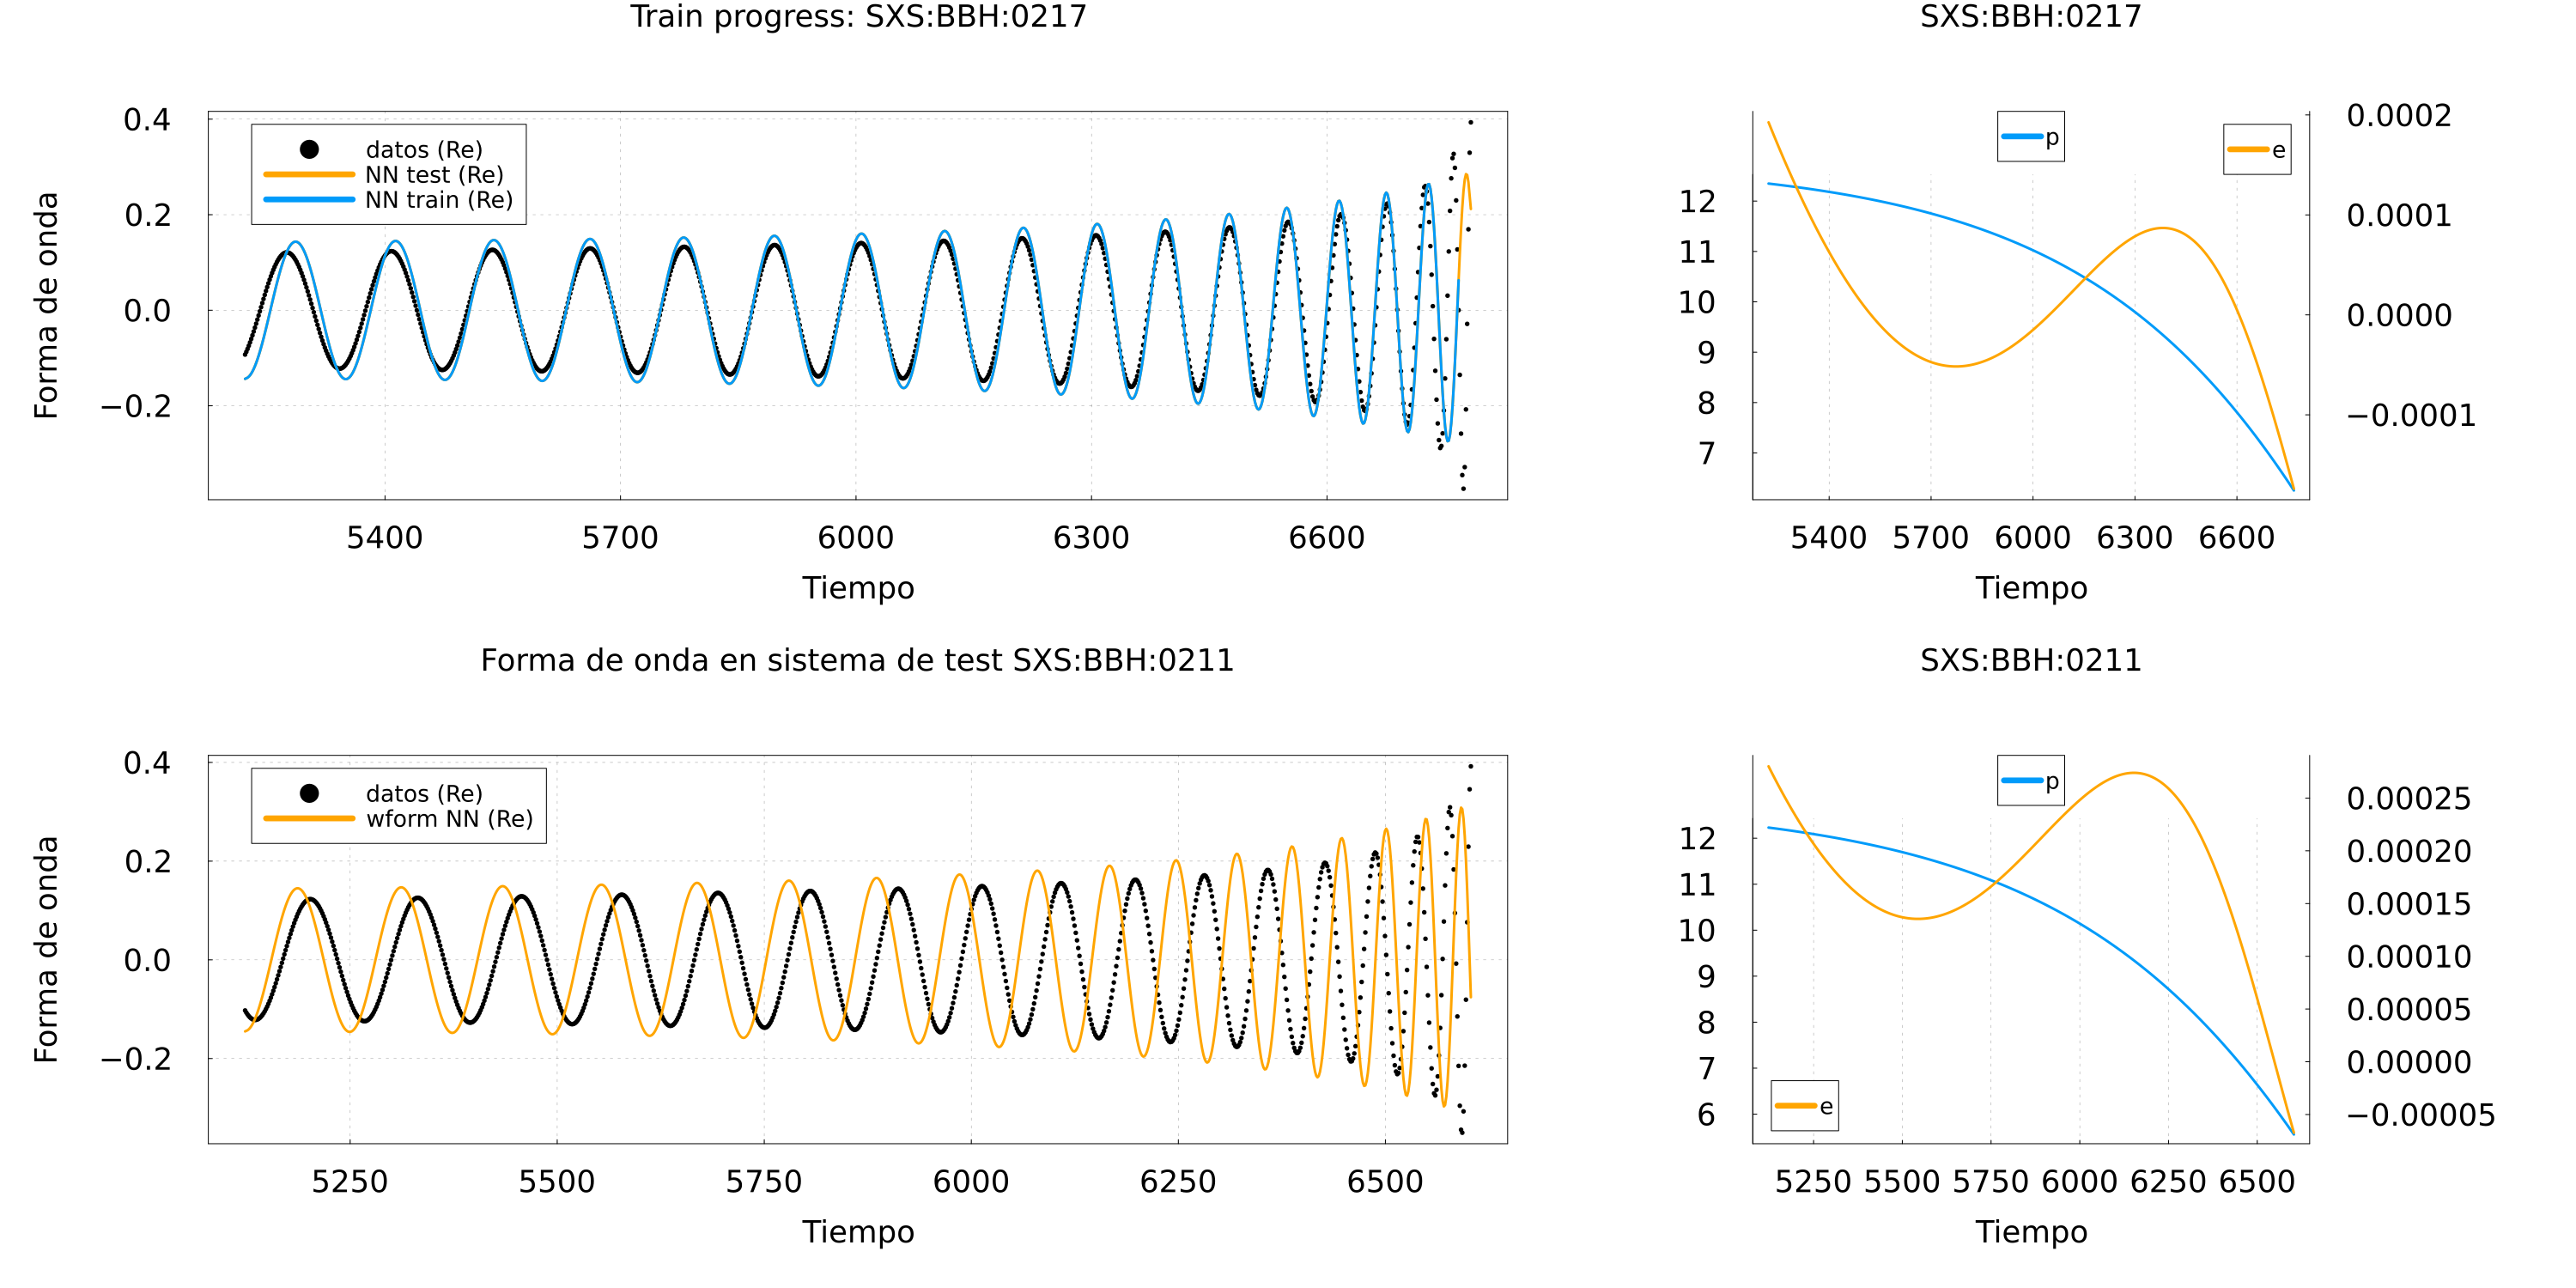 Train progress: SXS:BBH:0217
0.4
0.2
0.0
−0.2
Forma de onda
datos (Re)
NN test (Re)
NN train (Re)
5400 5700 6000 6300 6600
Tiempo
SXS:BBH:0217
12
11
10
9
8
7
p
e
0.0002
0.0001
0.0000
−0.0001
5400 5700 6000 6300 6600
Tiempo
Forma de onda en sistema de test SXS:BBH:0211
0.4
0.2
0.0
−0.2
Forma de onda
datos (Re)
wform NN (Re)
5250 5500 5750 6000 6250 6500
Tiempo
SXS:BBH:0211
12
11
10
9
8
7
6
p
e
0.00025
0.00020
0.00015
0.00010
0.00005
0.00000
−0.00005
5250 5500 5750 6000 6250 6500
Tiempo